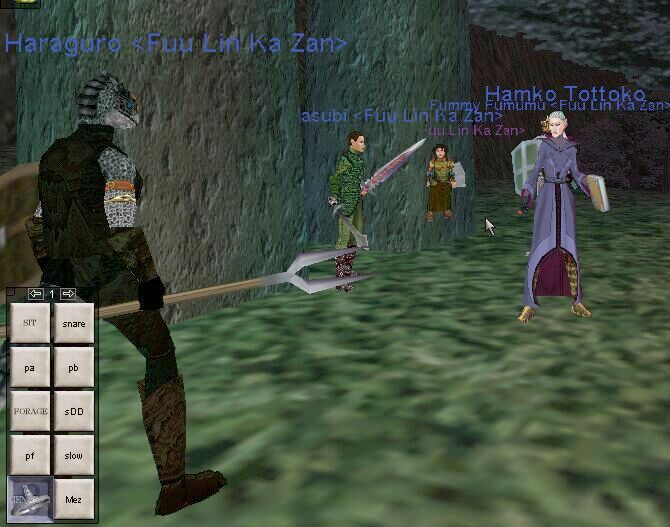 Haraguro <Fuu Lin Ka Zan>
Hamko Tottoko
Fummy Fumumu <Fuu Lin Ka Zan>
asubi <Fuu Lin Ka Zan>
uu Lin Ka Zan>
1
SIT snare
pa pb
FORAGE sDD
pf slow
Mez